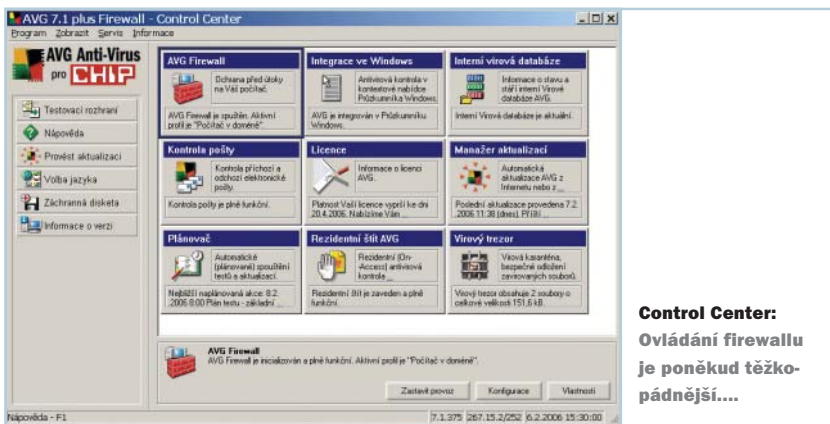 AVG 7.1 plus Firewall - Control Center
Program Zobrazit Servis Informace
AVG Anti-Virus
pro CHIP
Testovací rozhraní
Nápověda
Provést aktualizaci
Volba jazyka
Záchranná disketa
Informace o verzi
AVG Firewall
Ochrana před útoky
na Váš počítač.
AVG Firewall je spuštěn. Aktivní
profil je "Počítač v doméně".
Integrace ve Windows
Antivirová kontrola v
kontextové nabídce
Průzkumníka Windows.
AVG je integrován v Průzkumníku
Windows.
Interní virová databáze
Informace o stavu a
stáří interní Virové
databáze AVG.
Interní Virová databáze je aktuální.
Kontrola pošty
Kontrola příchozí a
odchozí elektronické
pošty.
Kontrola pošty je plně funkční.
Licence
Informace o licenci
AVG.
Platnost Vaší licence vyprší ke dni
20.4.2006. Nabízíme Vám ...
Manažer aktualizací
Automatická
aktualizace AVG z
Internetu nebo z ...
Poslední aktualizace provedena 7.2
.2006 11:38 (dnes). Příští ...
Plánovač
Automatické
(plánované) spouštění
testů a aktualizací.
Nejbližší naplánovaná akce: 8.2
.2006 8:00 Plán testu - základní ...
Rezidentní štít AVG
Rezidentní (On-
-Access) antivirová
kontrola ...
Rezidentní štít je zaveden a plně
funkční.
Virový trezor
Virová karanténa,
bezpečné odložení
zavirovaných souborů.
Virový trezor obsahuje 2 soubory o
celkové velikosti 151,6 kB.
AVG Firewall
AVG Firewall je inicializován a plně funkční. Aktivní profil je "Počítač v doméně".
Zastavit provoz Konfigurace Vlastnosti
Nápověda - F1 7.1.375 267.15.2/252 6.2.2006 15:30:00
Control Center:
Ovládání firewallu
je poněkud těžko-
pádnější....